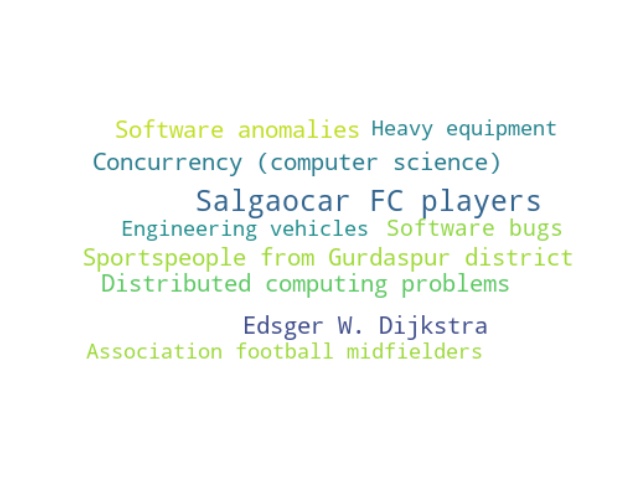 Software anomalies Heavy equipment
Concurrency (computer science)
Salgaocar FC players
Engineering vehicles Software bugs
Sportspeople from Gurdaspur district
Distributed computing problems
Edsger W. Dijkstra
Association football midfielders